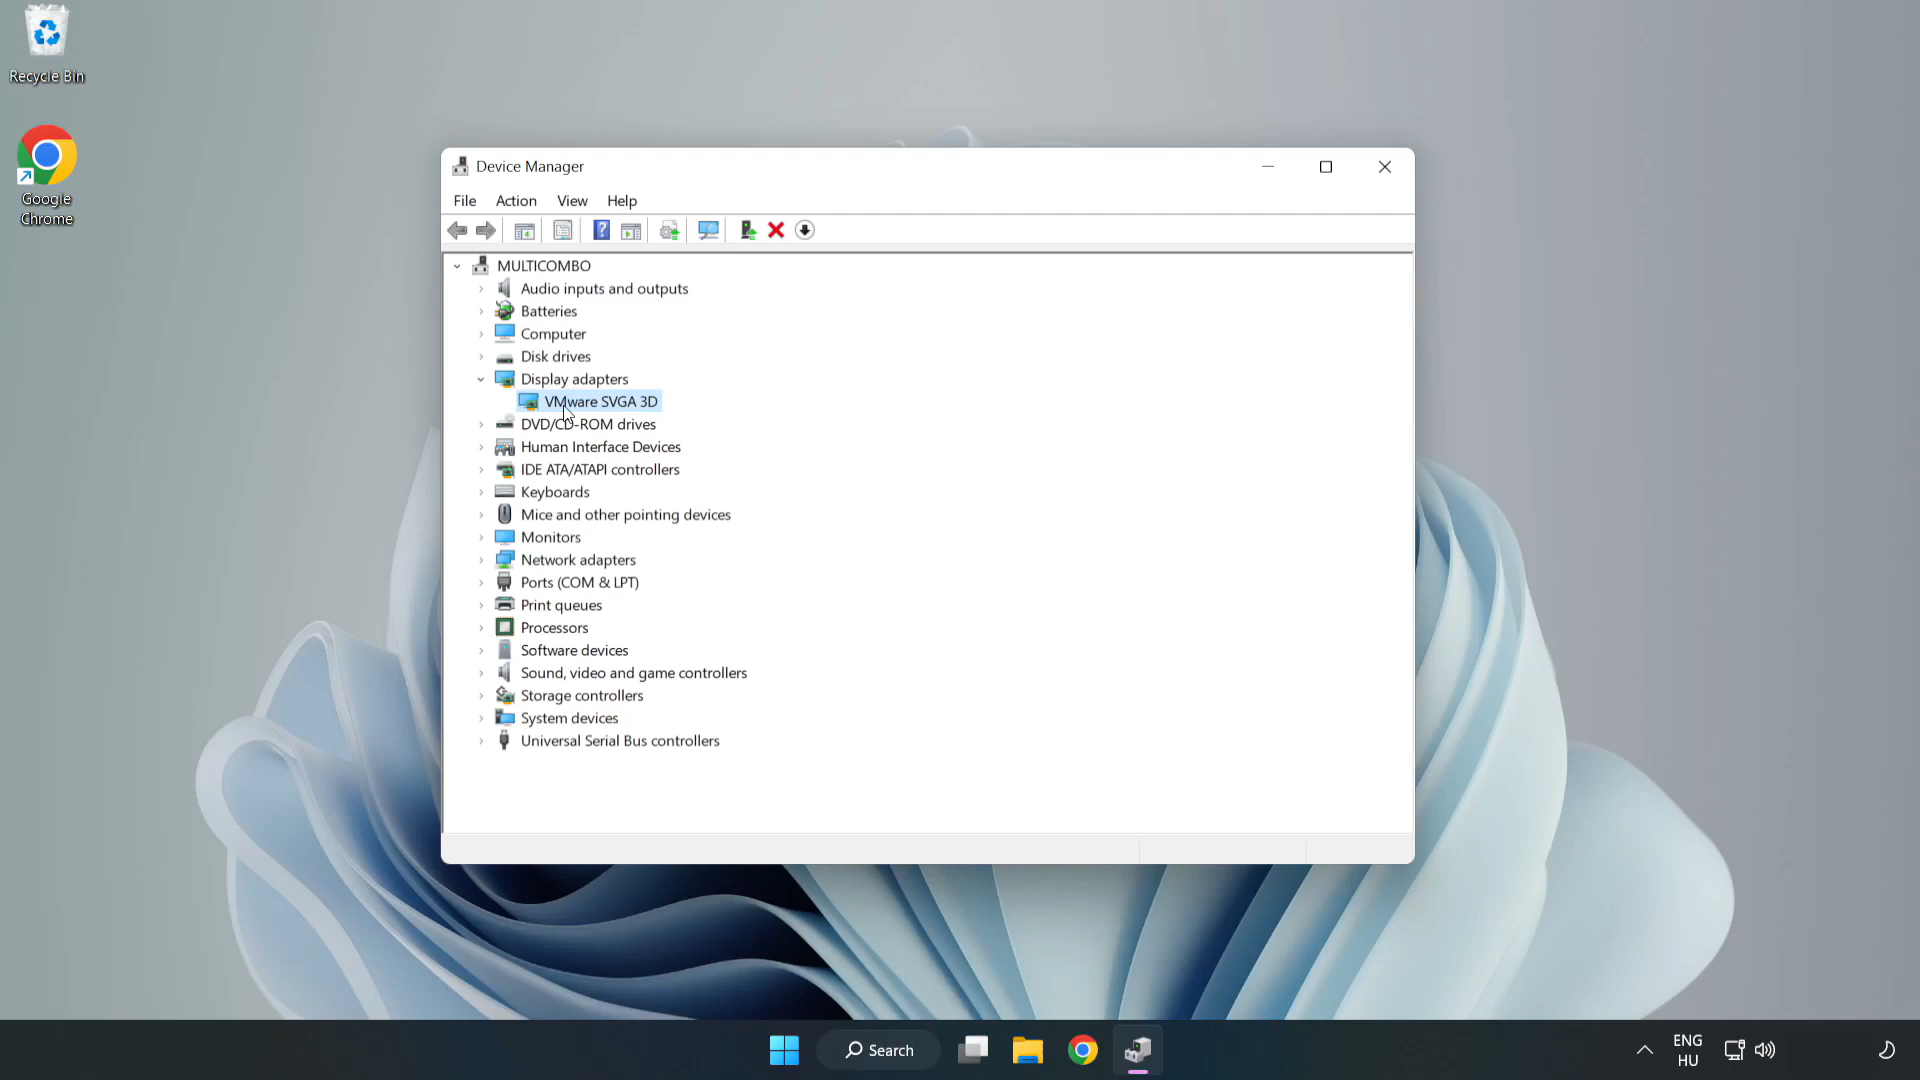 Recycle Bin
Google
Chrome
Device Manager
File Action View Help
MULTICOMBO
Audio inputs and outputs
Batteries
Computer
Disk drives
Display adapters
VMware SVGA 3D
DVD/CD-ROM drives
Human Interface Devices
IDE ATA/ATAPI controllers
Keyboards
Mice and other pointing devices
Monitors
Network adapters
Ports (COM & LPT)
Print queues
Processors
Software devices
Sound, video and game controllers
Storage controllers
System devices
Universal Serial Bus controllers
Search
ENG
HU